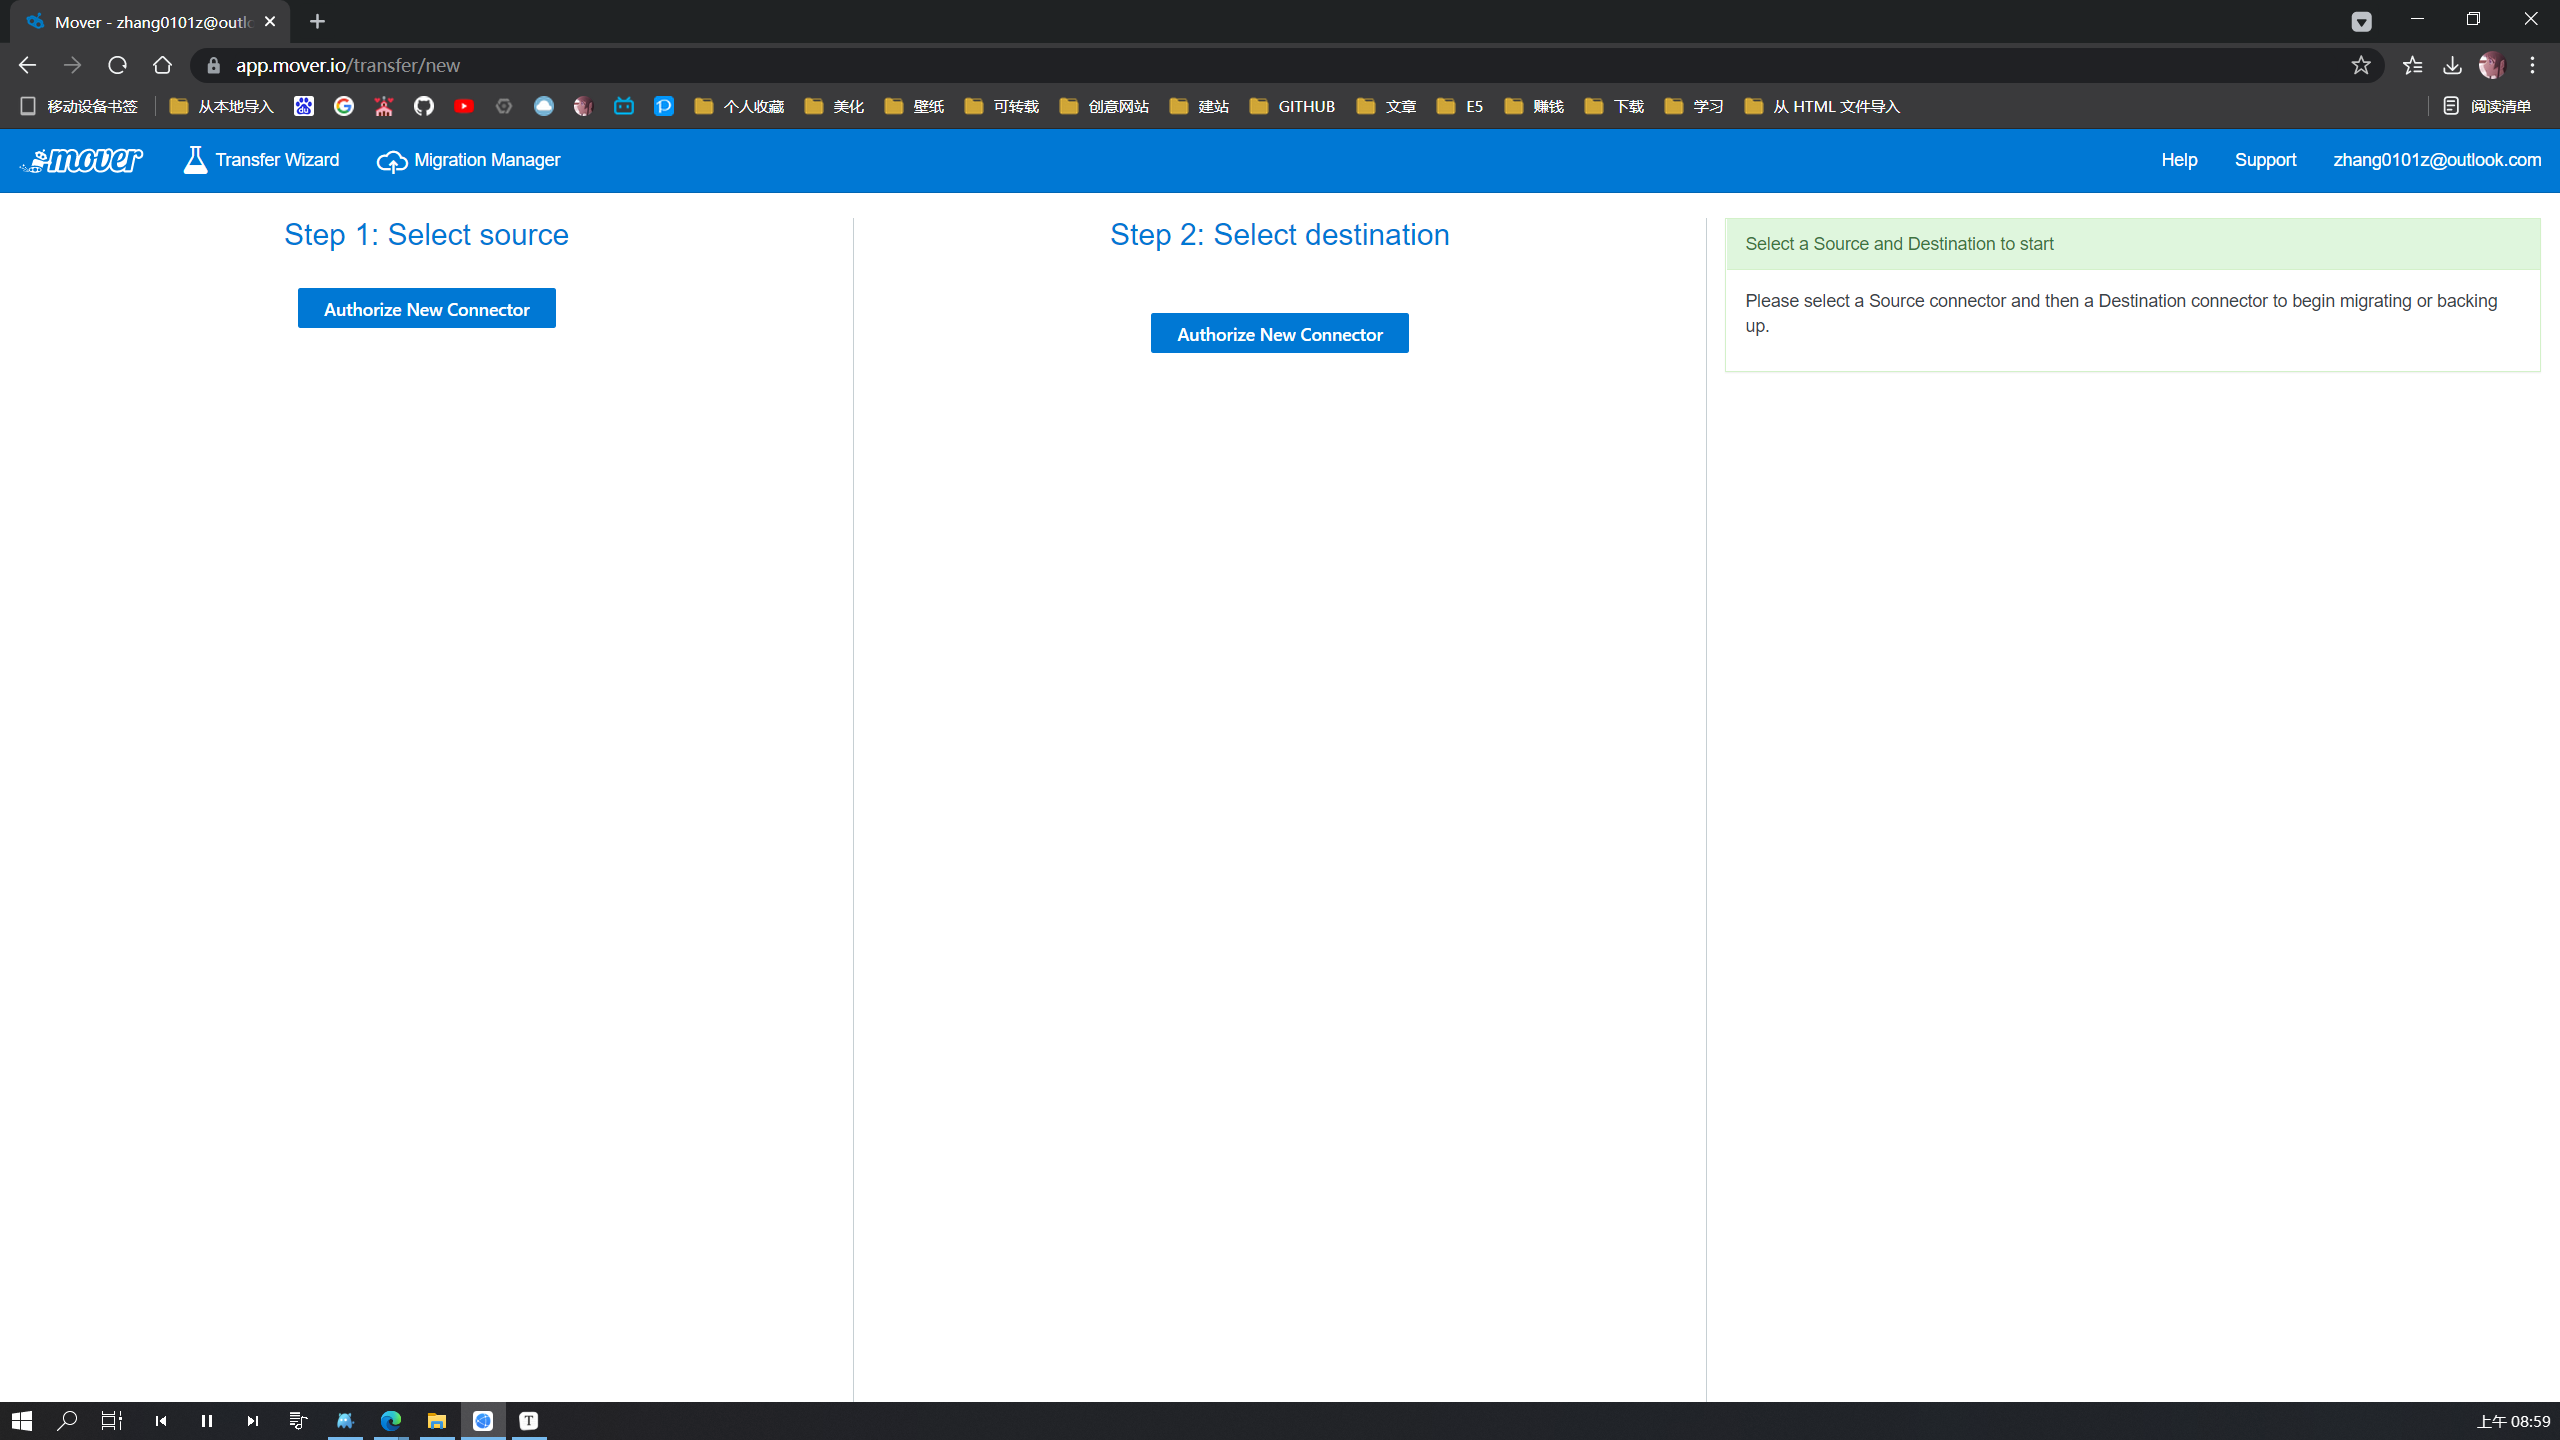 Mover - zhang0101z@outl
app.mover.io/transfer/new
移动设备书签 从本地导入 个人收藏 美化 壁纸 可转载 创意网站 建站 GITHUB 文章 E5 赚钱 下载 学习 从 HTML 文件导入 阅读清单
mover Transfer Wizard Migration Manager Help Support zhang0101z@outlook.com
Step 1: Select source
Authorize New Connector
Step 2: Select destination
Authorize New Connector
Select a Source and Destination to start
Please select a Source connector and then a Destination connector to begin migrating or backing
up.
上午 08:59